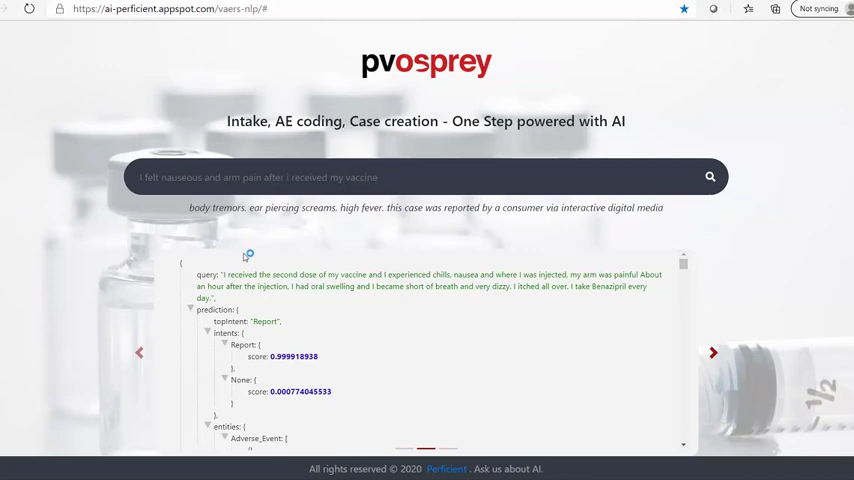 https://ai-perficient.appspot.com/vaers-nlp/#
Not syncing
pvosprey
Intake, AE coding, Case creation - One Step powered with AI
I felt nauseous and arm pain after i received my vaccine
body tremors. ear piercing screams. high fever. this case was reported by a consumer via interactive digital media
{
query: "I received the second dose of my vaccine and I experienced chills, nausea and where I was injected, my arm was painful About
an hour after the injection, I had oral swelling and I became short of breath and very dizzy. I itched all over. I take Benazipril every
day.",
prediction: {
topIntent: "Report",
intents: {
Report: {
score: 0.999918938
},
None: {
score: 0.000774045533
}
},
entities: {
Adverse_Event: [
1/2
All rights reserved © 2020 Perficient. Ask us about AI.